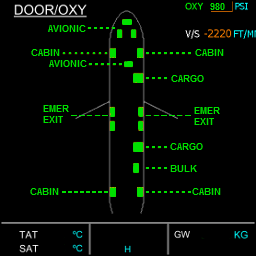 DOOR/OXY OXY 980 PSI
AVIONIC
V/S -2220 FT/M
CABIN CABIN
AVIONIC
CARGO
EMER EXIT EMER EXIT
CARGO
BULK
CABIN CABIN
TAT °C GW KG
SAT °C H